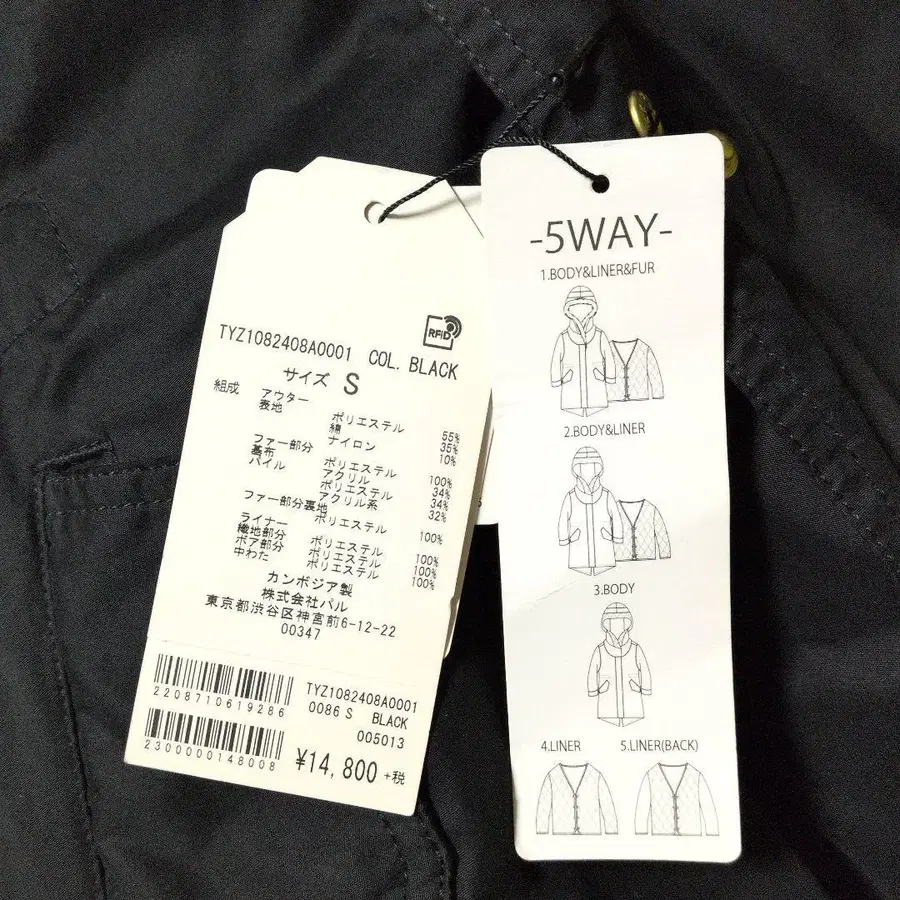 RFID
TYZ1082408A0001 COL. BLACK
サイズ S
組成 アウター
表地 ポリエステル 55%
綿 35%
ナイロン 10%
ファー部分
基布 ポリエステル 100%
パイル アクリル 34%
ポリエステル 34%
アクリル系 32%
ファー部分裏地
ポリエステル 100%
ライナー
織地部分 ポリエステル 100%
ボア部分 ポリエステル 100%
中わた ポリエステル 100%
カンボジア製
株式会社パル
東京都渋谷区神宮前6-12-22
00347
2208710619286
TYZ1082408A0001
0086 S BLACK
005013
2300000148008
¥14,800 +税
-5WAY-
1.BODY&LINER&FUR
2.BODY&LINER
3.BODY
4.LINER 5.LINER(BACK)